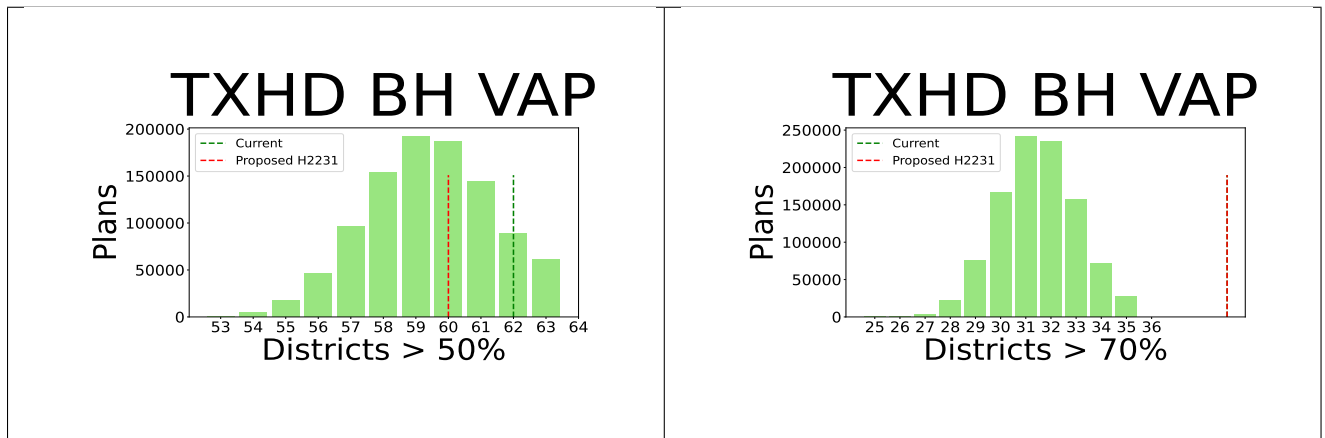 TXHD BH VAP
200000
150000
100000
50000
0
Plans
Current
Proposed H2231
53 54 55 56 57 58 59 60 61 62 63 64
Districts > 50%
TXHD BH VAP
250000
200000
150000
100000
50000
0
Plans
Current
Proposed H2231
25 26 27 28 29 30 31 32 33 34 35 36
Districts > 70%